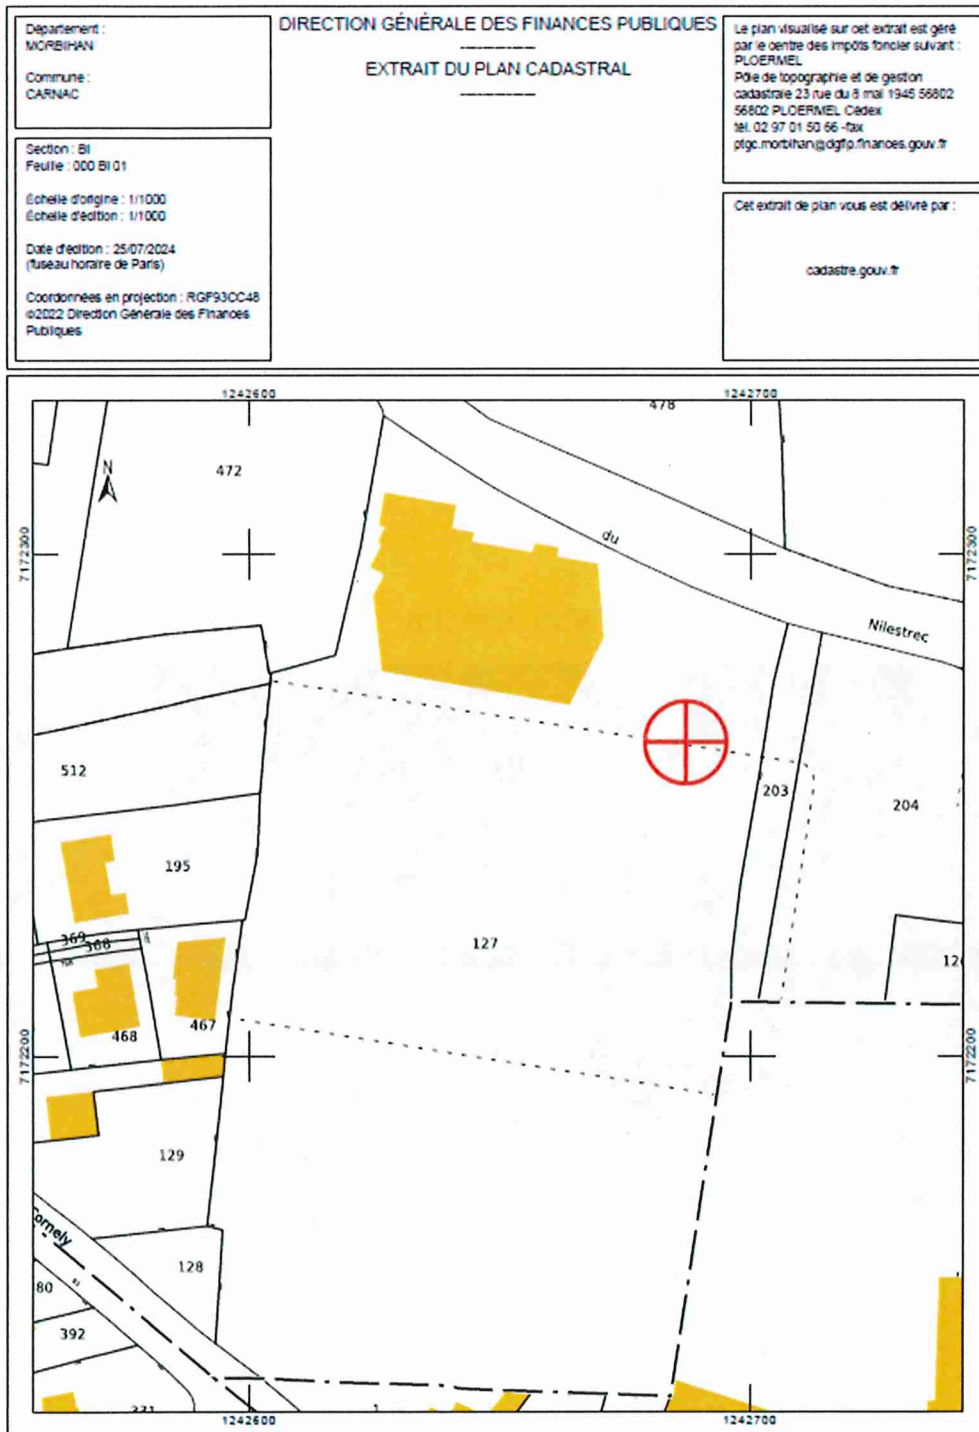 Département :
MORBIHAN
Commune :
CARNAC
Section : BI
Feuille : 000 BI 01
Échelle d'origine : 1/1000
Échelle d'édition : 1/1000
Date d'édition : 25/07/2024
(fuseau horaire de Paris)
Coordonnées en projection : RGF93CC48
©2022 Direction Générale des Finances
Publiques
DIRECTION GÉNÉRALE DES FINANCES PUBLIQUES
EXTRAIT DU PLAN CADASTRAL
Le plan visualisé sur cet extrait est géré
par le centre des impôts foncier suivant :
PLOERMEL
Pôle de topographie et de gestion
cadastrale 23 rue du 8 mai 1945 56802
56802 PLOERMEL Cédex
tél. 02 97 01 50 66 -fax
ptgc.morbihan@dgfip.finances.gouv.fr
Cet extrait de plan vous est délivré par :
cadastre.gouv.fr
1242600
1242700
478
472
N
du
7172300
7172300
Nilestrec
512
203
204
195
127
369
368
126
467
468
7172200
7172200
129
Cornely
128
80
392
331
1
1242600
1242700